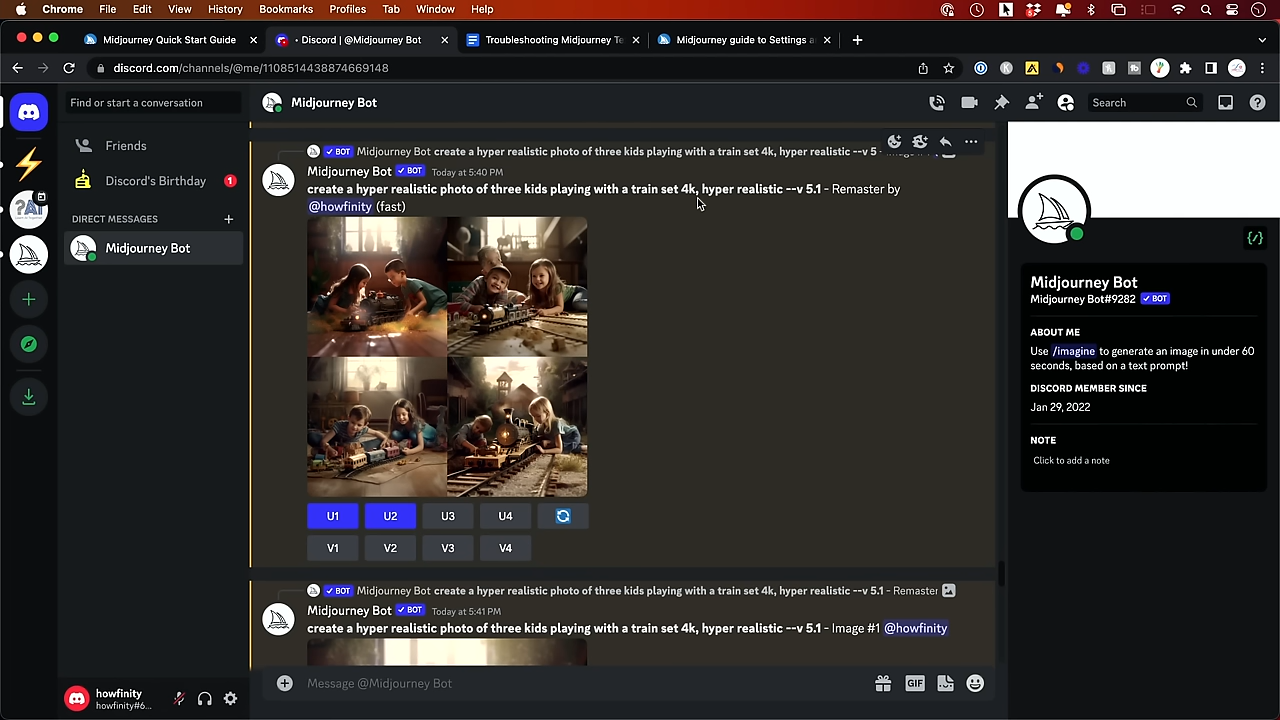 Chrome File Edit View History Bookmarks Profiles Tab Window Help
Midjourney Quick Start Guide
• Discord | @Midjourney Bot
Troubleshooting Midjourney Te
Midjourney guide to Settings a
discord.com/channels/@me/1108514438874669148
Find or start a conversation
Midjourney Bot
Search
Friends
Discord's Birthday 1
DIRECT MESSAGES
Midjourney Bot
BOT Midjourney Bot create a hyper realistic photo of three kids playing with a train set 4k, hyper realistic --v 5
Midjourney Bot BOT Today at 5:40 PM
create a hyper realistic photo of three kids playing with a train set 4k, hyper realistic --v 5.1 - Remaster by
@howfinity (fast)
U1 U2 U3 U4
V1 V2 V3 V4
BOT Midjourney Bot create a hyper realistic photo of three kids playing with a train set 4k, hyper realistic --v 5.1 - Remaster
Midjourney Bot BOT Today at 5:41 PM
create a hyper realistic photo of three kids playing with a train set 4k, hyper realistic --v 5.1 - Image #1 @howfinity
Message @Midjourney Bot
GIF
howfinity
howfinity#6...
Midjourney Bot
Midjourney Bot#9282 BOT
ABOUT ME
Use /imagine to generate an image in under 60
seconds, based on a text prompt!
DISCORD MEMBER SINCE
Jan 29, 2022
NOTE
Click to add a note